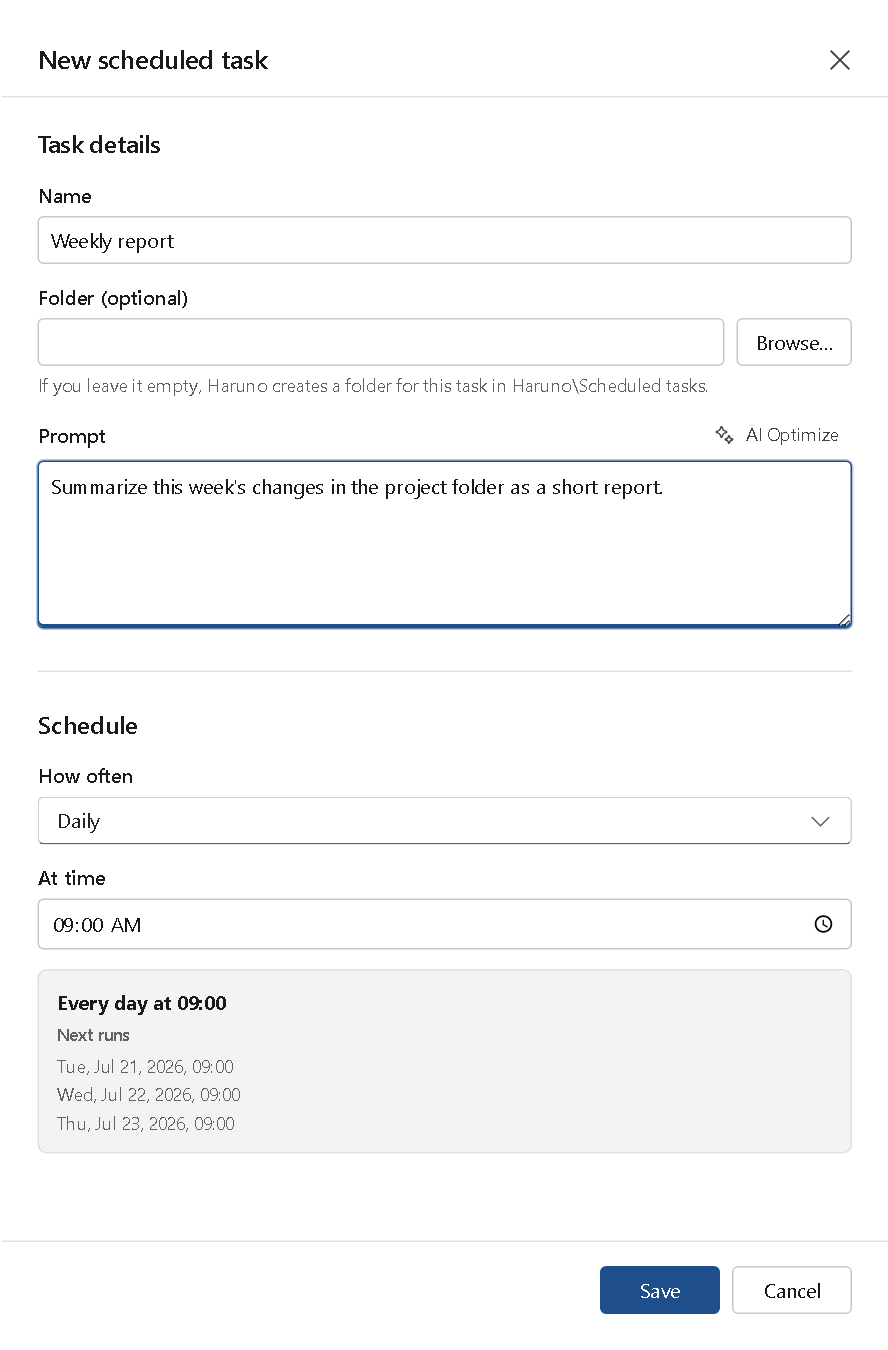 New scheduled task
Task details
Name
Weekly report
Folder (optional)
Browse...
If you leave it empty, Haruno creates a folder for this task in Haruno\Scheduled tasks.
Prompt
AI Optimize
Summarize this week's changes in the project folder as a short report.
Schedule
How often
Daily
At time
09:00 AM
Every day at 09:00
Next runs
Tue, Jul 21, 2026, 09:00
Wed, Jul 22, 2026, 09:00
Thu, Jul 23, 2026, 09:00
Save
Cancel